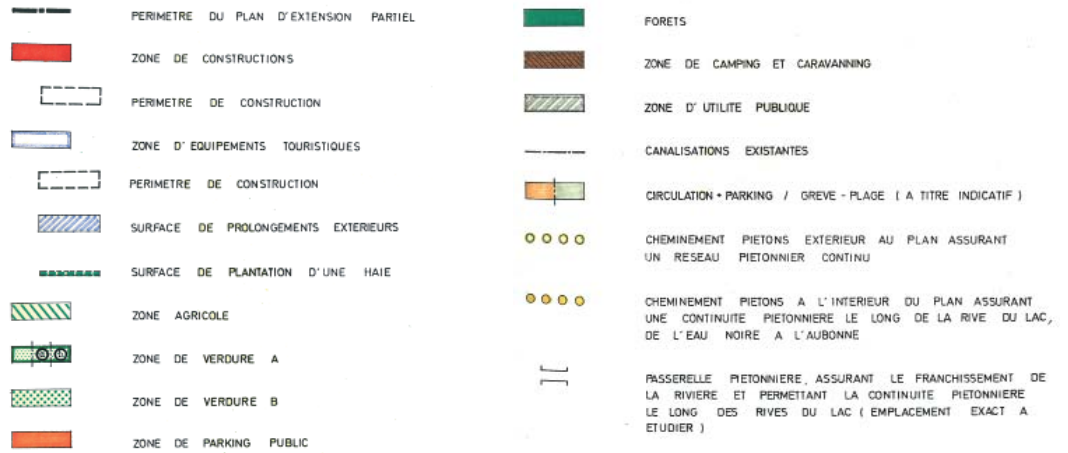 PERIMETRE DU PLAN D'EXTENSION PARTIEL
ZONE DE CONSTRUCTIONS
PERIMETRE DE CONSTRUCTION
ZONE D'EQUIPEMENTS TOURISTIQUES
PERIMETRE DE CONSTRUCTION
SURFACE DE PROLONGEMENTS EXTERIEURS
SURFACE DE PLANTATION D'UNE HAIE
ZONE AGRICOLE
ZONE DE VERDURE A
ZONE DE VERDURE B
ZONE DE PARKING PUBLIC
FORETS
ZONE DE CAMPING ET CARAVANNING
ZONE D'UTILITE PUBLIQUE
CANALISATIONS EXISTANTES
CIRCULATION + PARKING / GREVE - PLAGE ( A TITRE INDICATIF )
CHEMINEMENT PIETONS EXTERIEUR AU PLAN ASSURANT
UN RESEAU PIETONNIER CONTINU
CHEMINEMENT PIETONS A L'INTERIEUR DU PLAN ASSURANT
UNE CONTINUITE PIETONNIERE LE LONG DE LA RIVE DU LAC,
DE L'EAU NOIRE A L'AUBONNE
PASSERELLE PIETONNIERE, ASSURANT LE FRANCHISSEMENT DE
LA RIVIERE ET PERMETTANT LA CONTINUITE PIETONNIERE
LE LONG DES RIVES DU LAC ( EMPLACEMENT EXACT A
ETUDIER )